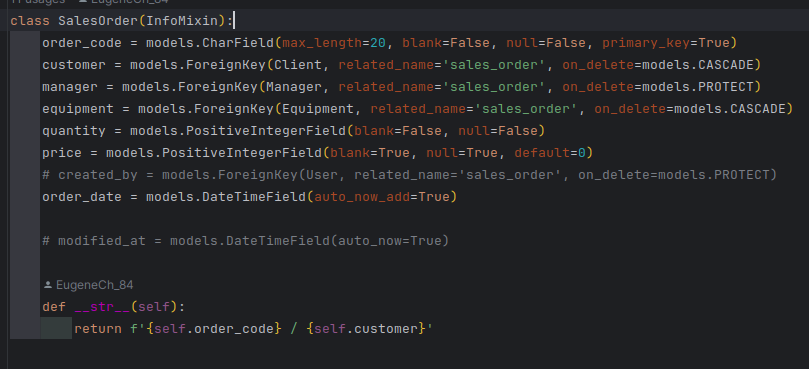 usages EugeneCh_84
class SalesOrder(InfoMixin):
    order_code = models.CharField(max_length=20, blank=False, null=False, primary_key=True)
    customer = models.ForeignKey(Client, related_name='sales_order', on_delete=models.CASCADE)
    manager = models.ForeignKey(Manager, related_name='sales_order', on_delete=models.PROTECT)
    equipment = models.ForeignKey(Equipment, related_name='sales_order', on_delete=models.CASCADE)
    quantity = models.PositiveIntegerField(blank=False, null=False)
    price = models.PositiveIntegerField(blank=True, null=True, default=0)
    # created_by = models.ForeignKey(User, related_name='sales_order', on_delete=models.PROTECT)
    order_date = models.DateTimeField(auto_now_add=True)
    # modified_at = models.DateTimeField(auto_now=True)
    EugeneCh_84
    def __str__(self):
        return f'{self.order_code} / {self.customer}'